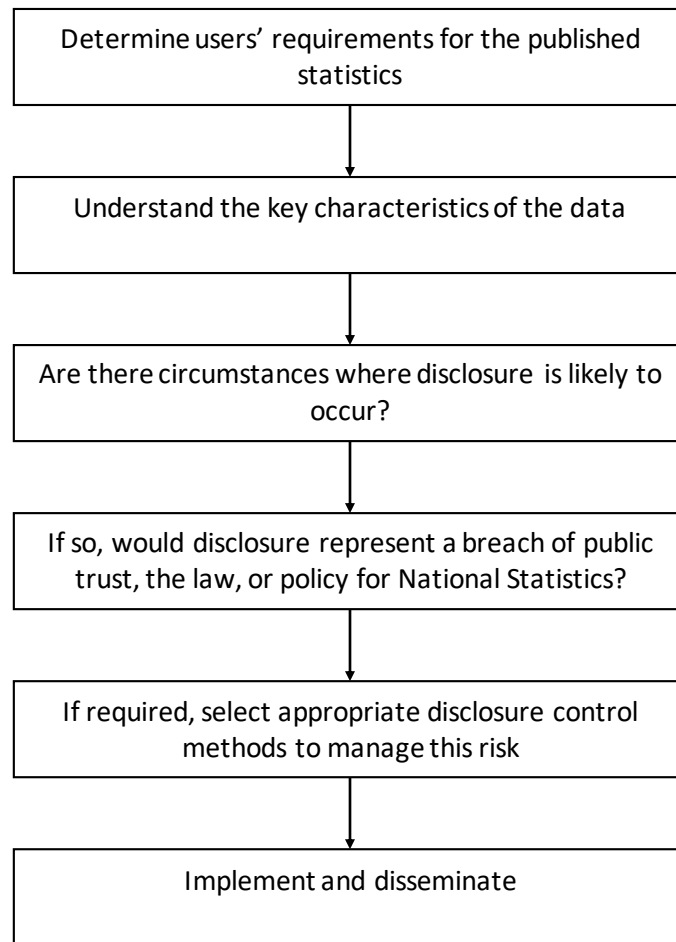 Determine users’ requirements for the published
statistics
Understand the key characteristics of the data
Are there circumstances where disclosure is likely to
occur?
If so, would disclosure represent a breach of public
trust, the law, or policy for National Statistics?
If required, select appropriate disclosure control
methods to manage this risk
Implement and disseminate